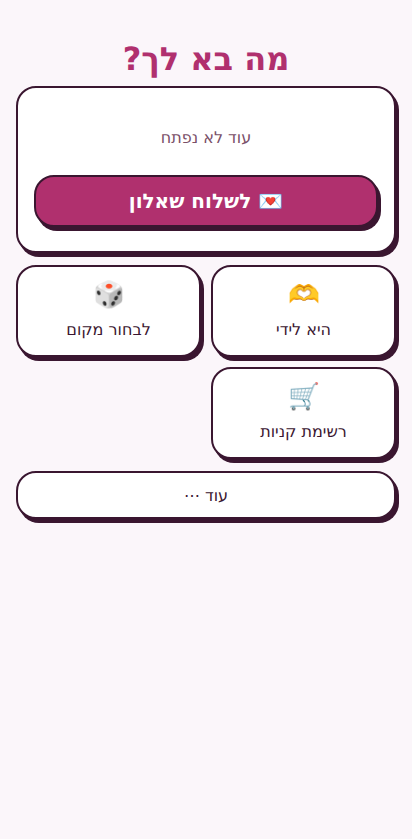 מה בא לך?
עוד לא נפתח
💌 לשלוח שאלון
🫶 היא לידי
🎲 לבחור מקום
🛒 רשימת קניות
עוד ⋯